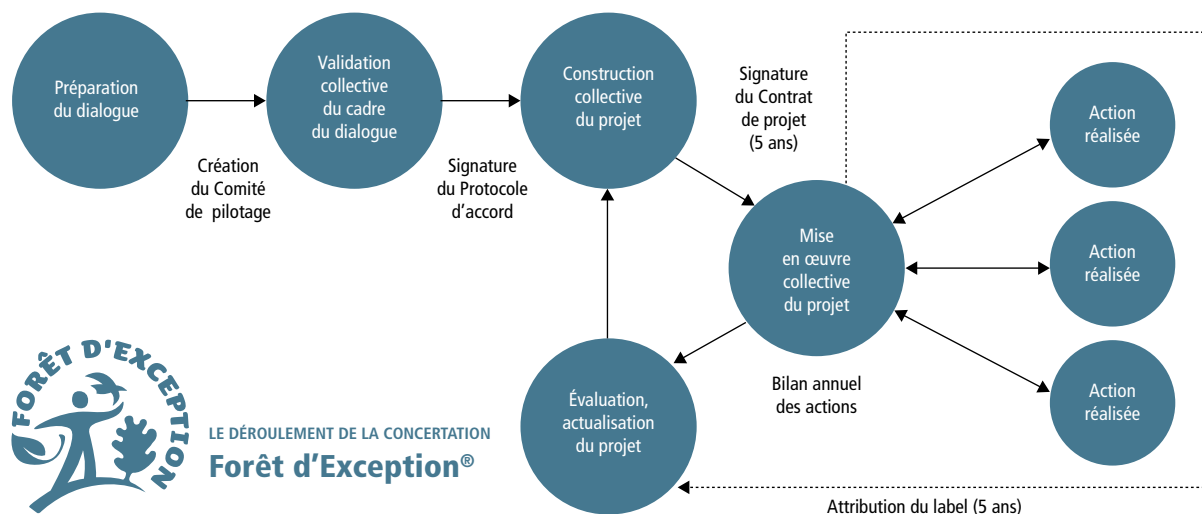 Préparation
du dialogue
Création
du Comité
de pilotage
Validation
collective
du cadre
du dialogue
Signature
du Protocole
d'accord
Construction
collective
du projet
Signature
du Contrat
de projet
(5 ans)
Mise
en œuvre
collective
du projet
Action
réalisée
Action
réalisée
Action
réalisée
Bilan annuel
des actions
Évaluation,
actualisation
du projet
Attribution du label (5 ans)
FORÊT D'EXCEPTION
LE DÉROULEMENT DE LA CONCERTATION
Forêt d'Exception®